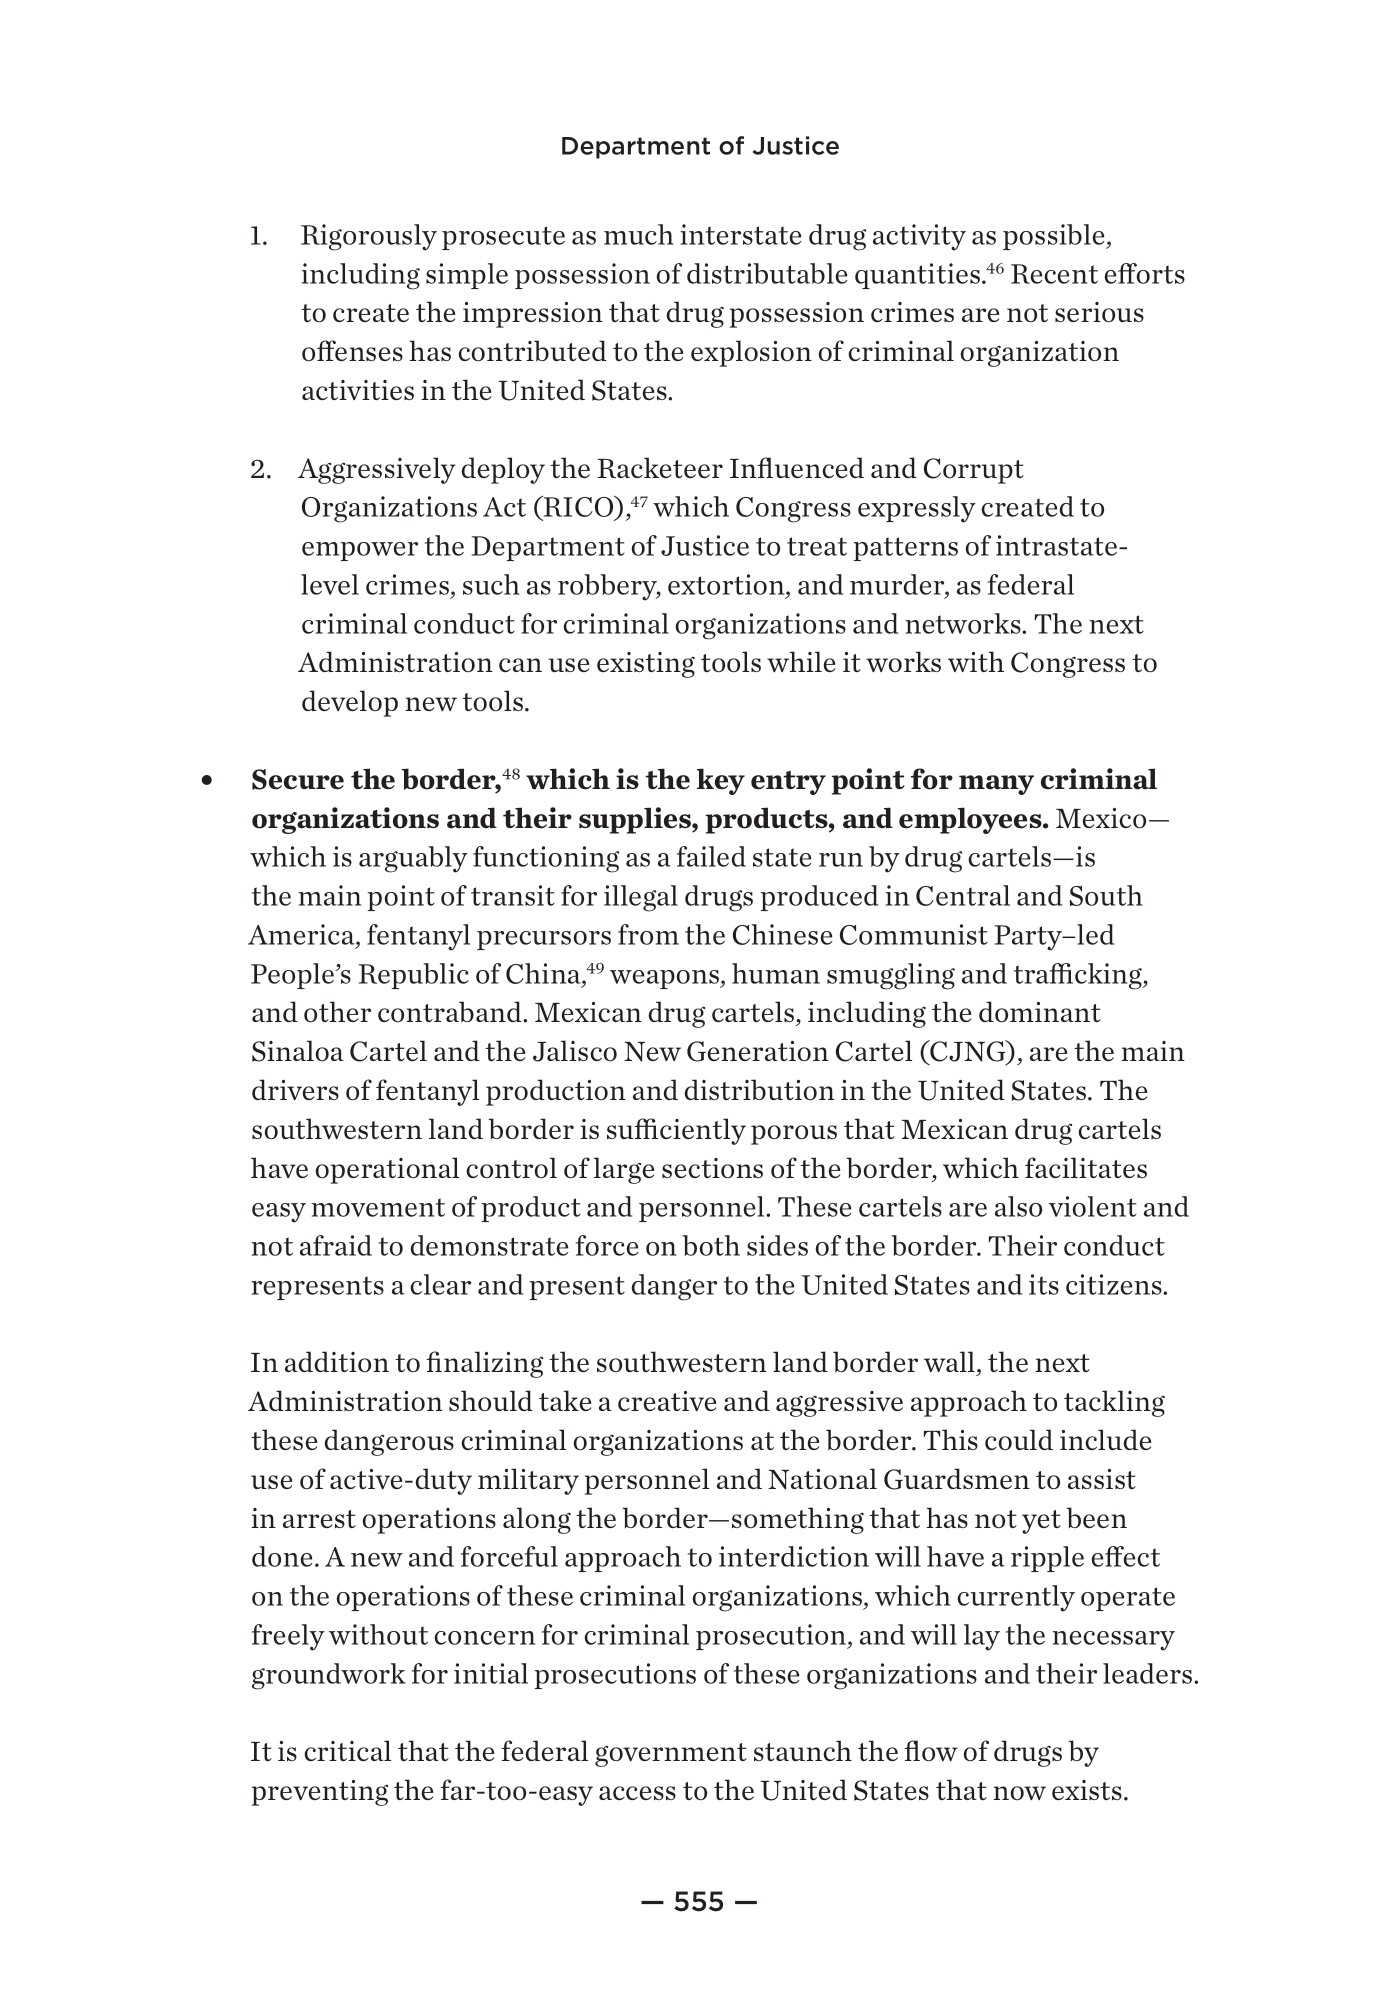 Department of Justice
1. Rigorously prosecute as much interstate drug activity as possible,
including simple possession of distributable quantities.46 Recent efforts
to create the impression that drug possession crimes are not serious
offenses has contributed to the explosion of criminal organization
activities in the United States.
2. Aggressively deploy the Racketeer Influenced and Corrupt
Organizations Act (RICO),47 which Congress expressly created to
empower the Department of Justice to treat patterns of intrastate-
level crimes, such as robbery, extortion, and murder, as federal
criminal conduct for criminal organizations and networks. The next
Administration can use existing tools while it works with Congress to
develop new tools.
• Secure the border,48 which is the key entry point for many criminal
organizations and their supplies, products, and employees. Mexico—
which is arguably functioning as a failed state run by drug cartels—is
the main point of transit for illegal drugs produced in Central and South
America, fentanyl precursors from the Chinese Communist Party–led
People’s Republic of China,49 weapons, human smuggling and trafficking,
and other contraband. Mexican drug cartels, including the dominant
Sinaloa Cartel and the Jalisco New Generation Cartel (CJNG), are the main
drivers of fentanyl production and distribution in the United States. The
southwestern land border is sufficiently porous that Mexican drug cartels
have operational control of large sections of the border, which facilitates
easy movement of product and personnel. These cartels are also violent and
not afraid to demonstrate force on both sides of the border. Their conduct
represents a clear and present danger to the United States and its citizens.
In addition to finalizing the southwestern land border wall, the next
Administration should take a creative and aggressive approach to tackling
these dangerous criminal organizations at the border. This could include
use of active-duty military personnel and National Guardsmen to assist
in arrest operations along the border—something that has not yet been
done. A new and forceful approach to interdiction will have a ripple effect
on the operations of these criminal organizations, which currently operate
freely without concern for criminal prosecution, and will lay the necessary
groundwork for initial prosecutions of these organizations and their leaders.
It is critical that the federal government staunch the flow of drugs by
preventing the far-too-easy access to the United States that now exists.
— 555 —